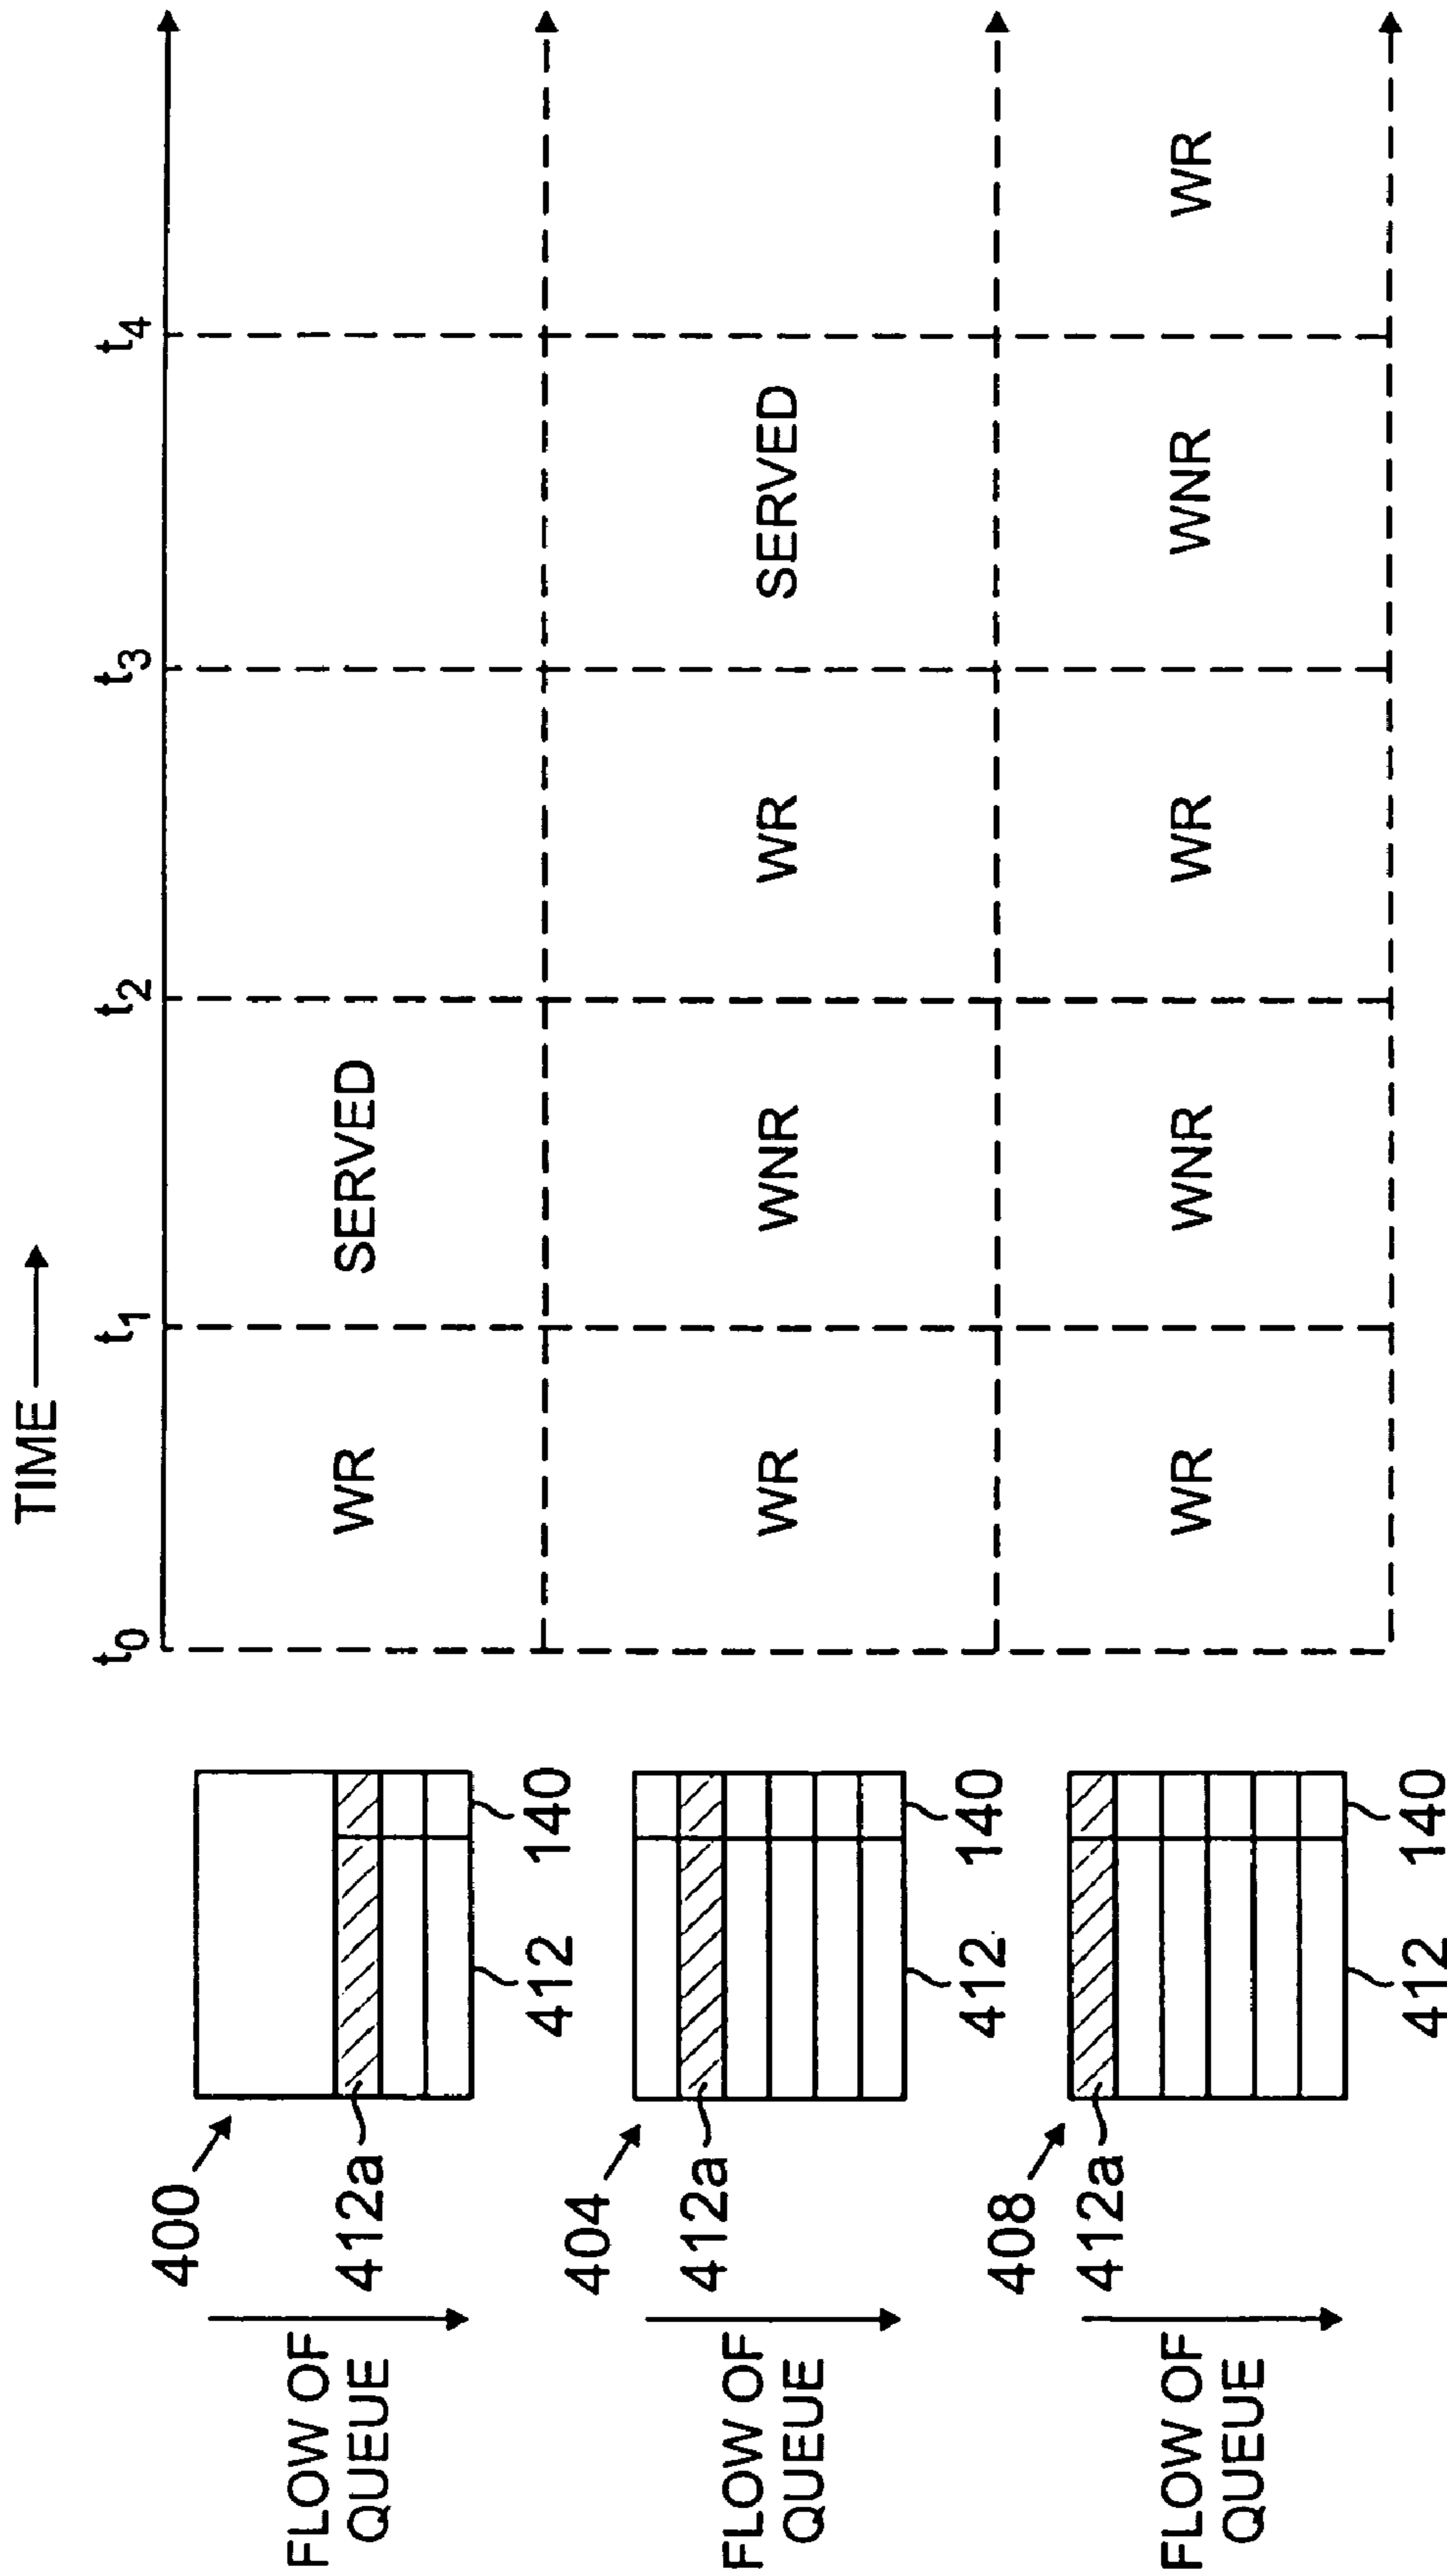 TIME
t0 t1 t2 t3 t4
400
FLOW OF
QUEUE
412a
412 140
WR SERVED
404
FLOW OF
QUEUE
412a
412 140
WR WNR WR SERVED
408
FLOW OF
QUEUE
412a
412 140
WR WNR WR WNR WR